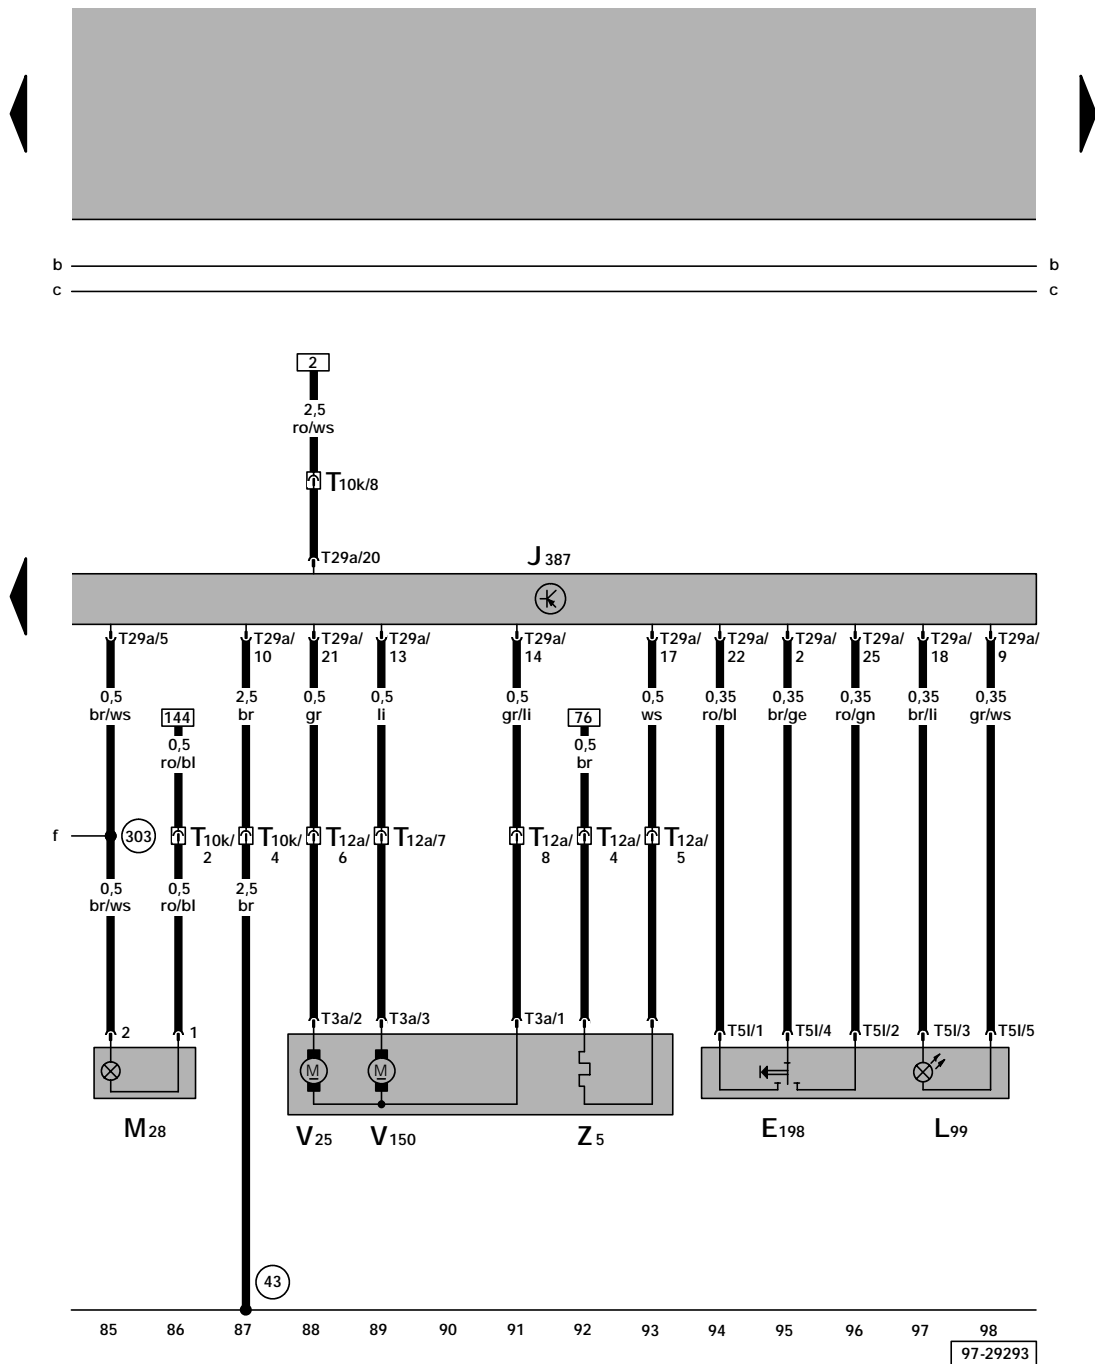 b b
c c
2
2,5
ro/ws
T10k/8
T29a/20
J 387
T29a/5 T29a/ T29a/ T29a/ T29a/ T29a/ T29a/ T29a/ T29a/ T29a/ T29a/
10 21 13 14 17 22 2 25 18 9
0,5 2,5 0,5 0,5 0,5 0,5 0,35 0,35 0,35 0,35 0,35
br/ws br gr li gr/li ws ro/bl br/ge ro/gn br/li gr/ws
144 76
0,5 0,5
ro/bl br
f 303 T10k/ T10k/ T12a/ T12a/7 T12a/ T12a/ T12a/
2 4 6 8 4 5
0,5 0,5 2,5
br/ws ro/bl br
2 1 T3a/2 T3a/3 T3a/1 T5l/1 T5l/4 T5l/2 T5l/3 T5l/5
M M
M28 V25 V150 Z5 E198 L99
43
85 86 87 88 89 90 91 92 93 94 95 96 97 98
97-29293